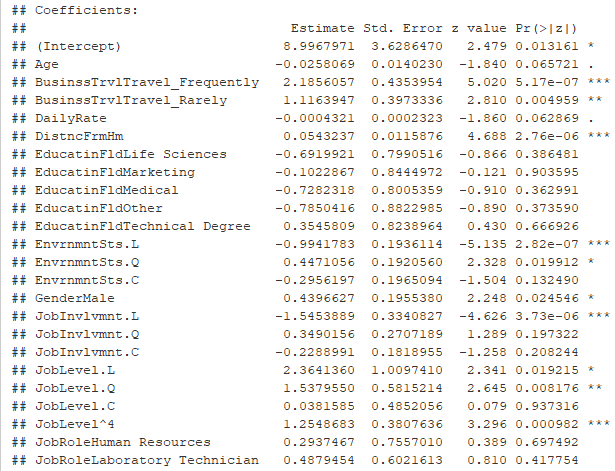 ## Coefficients:
##                              Estimate Std. Error z value Pr(>|z|)
## (Intercept)                 8.9967971  3.6286470   2.479 0.013161 *
## Age                        -0.0258069  0.0140230  -1.840 0.065721 .
## BusinssTrvlTravel_Frequently 2.1856057  0.4353954   5.020 5.17e-07 ***
## BusinssTrvlTravel_Rarely    1.1163947  0.3973336   2.810 0.004959 **
## DailyRate                  -0.0004321  0.0002323  -1.860 0.062869 .
## DistncFrmHm                 0.0543237  0.0115876   4.688 2.76e-06 ***
## EducatinFldLife Sciences   -0.6919921  0.7990516  -0.866 0.386481
## EducatinFldMarketing       -0.1022867  0.8444972  -0.121 0.903595
## EducatinFldMedical         -0.7282318  0.8005359  -0.910 0.362991
## EducatinFldOther           -0.7850416  0.8822985  -0.890 0.373590
## EducatinFldTechnical Degree 0.3545809  0.8238964   0.430 0.666926
## EnvrnmntSts.L              -0.9941783  0.1936114  -5.135 2.82e-07 ***
## EnvrnmntSts.Q               0.4471056  0.1920560   2.328 0.019912 *
## EnvrnmntSts.C              -0.2956197  0.1965094  -1.504 0.132490
## GenderMale                  0.4396627  0.1955380   2.248 0.024546 *
## JobInvlvmnt.L              -1.5453889  0.3340827  -4.626 3.73e-06 ***
## JobInvlvmnt.Q               0.3490156  0.2707189   1.289 0.197322
## JobInvlvmnt.C              -0.2288991  0.1818955  -1.258 0.208244
## JobLevel.L                  2.3641360  1.0097410   2.341 0.019215 *
## JobLevel.Q                  1.5379550  0.5815214   2.645 0.008176 **
## JobLevel.C                  0.0381585  0.4852056   0.079 0.937316
## JobLevel^4                  1.2548683  0.3807636   3.296 0.000982 ***
## JobRoleHuman Resources      0.2937467  0.7557010   0.389 0.697492
## JobRoleLaboratory Technician 0.4879454  0.6021613   0.810 0.417754